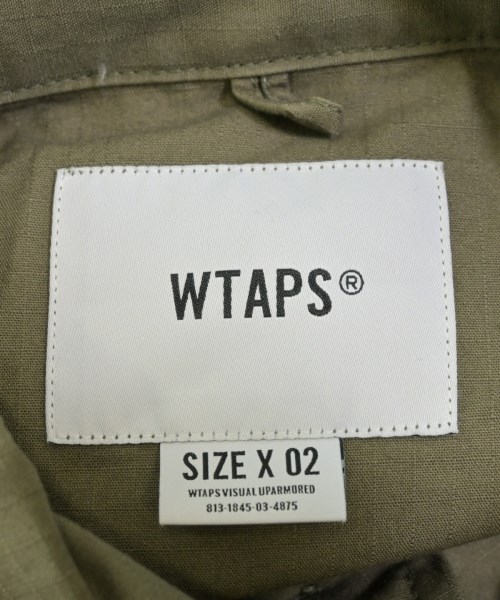 WTAPS®
SIZE X 02
WTAPS VISUAL UPARMORED
813-1845-03-4875